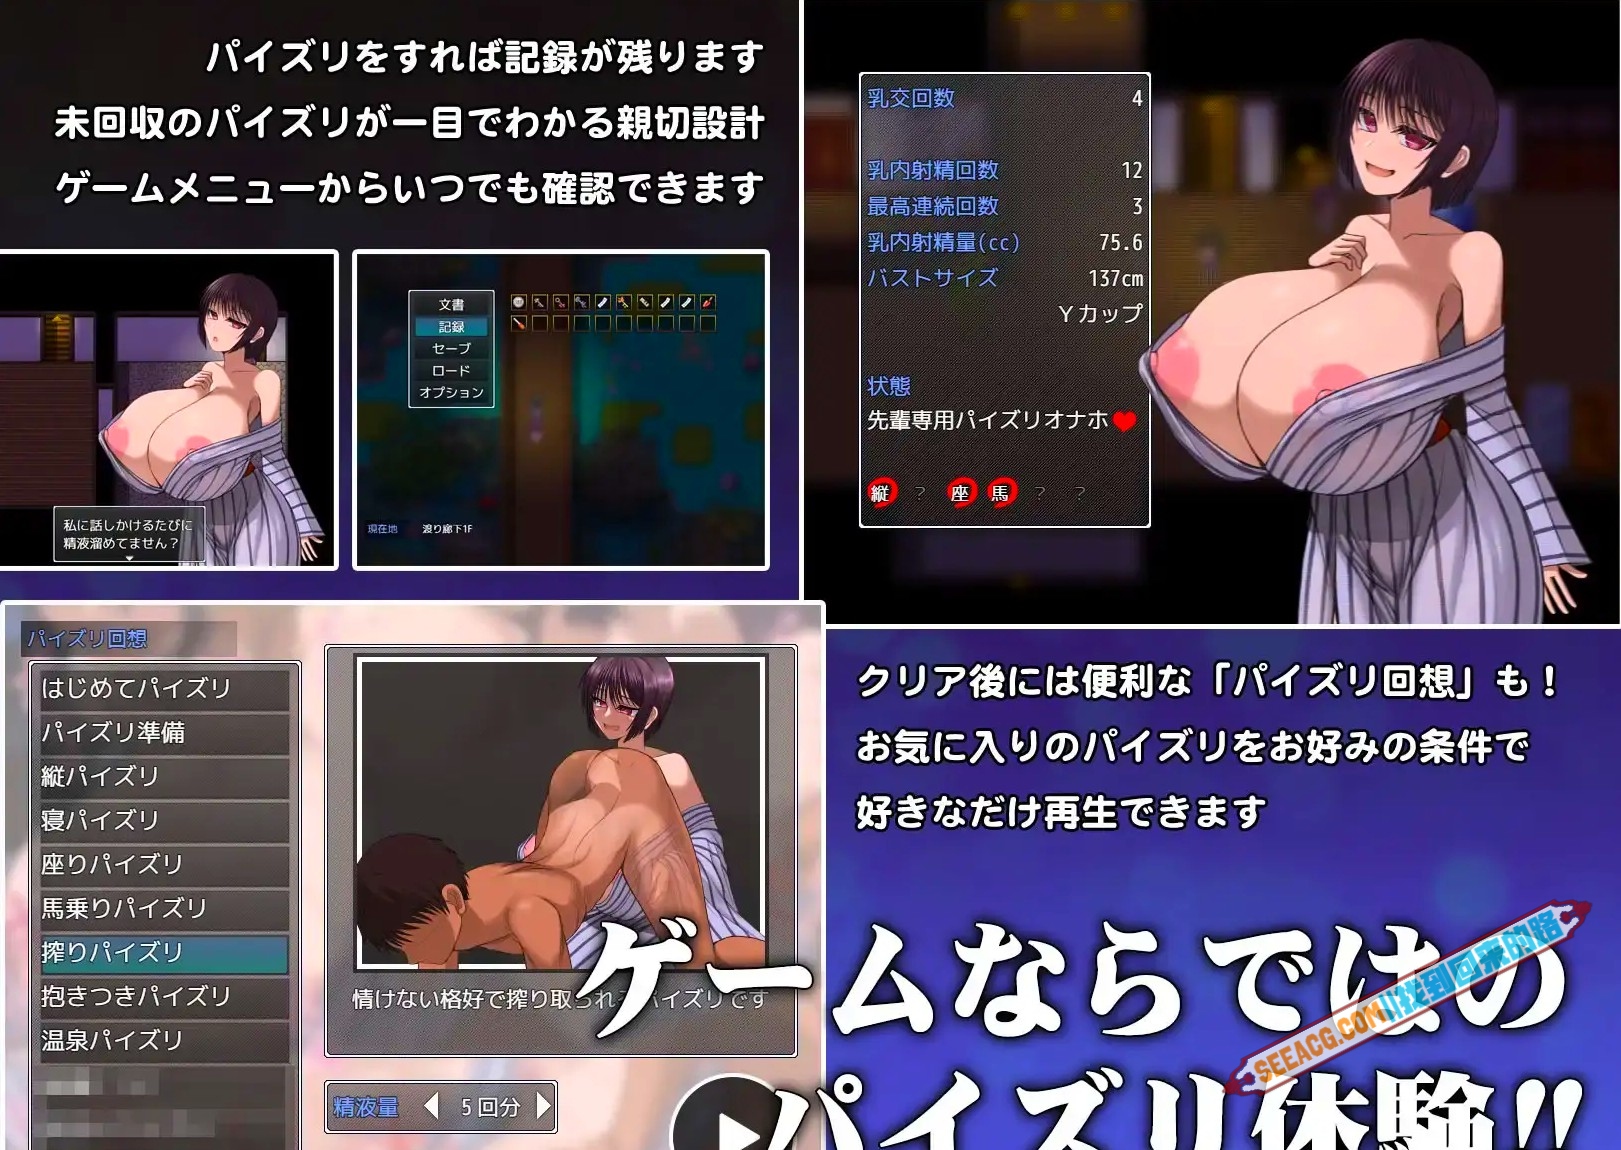 パイズリをすれば記録が残ります
未回収のパイズリが一目でわかる親切設計
ゲームメニューからいつでも確認できます
私に話しかけるたびに
精液溜めてません？
文書
記録
セーブ
ロード
オプション
現在地 渡り廊下1F
乳交回数 4
乳内射精回数 12
最高連続回数 3
乳内射精量(cc) 75.6
バストサイズ 137cm
Yカップ
状態
先輩専用パイズリオナホ♥
縦 ? 座 馬 ? ?
パイズリ回想
はじめてパイズリ
パイズリ準備
縦パイズリ
寝パイズリ
座りパイズリ
馬乗りパイズリ
搾りパイズリ
抱きつきパイズリ
温泉パイズリ
情けない格好で搾り取られるパイズリです
精液量 5回分
クリア後には便利な「パイズリ回想」も！
お気に入りのパイズリをお好みの条件で
好きなだけ再生できます
ゲームならではの
パイズリ体験!!
SEEACG.COM||找到回来的路